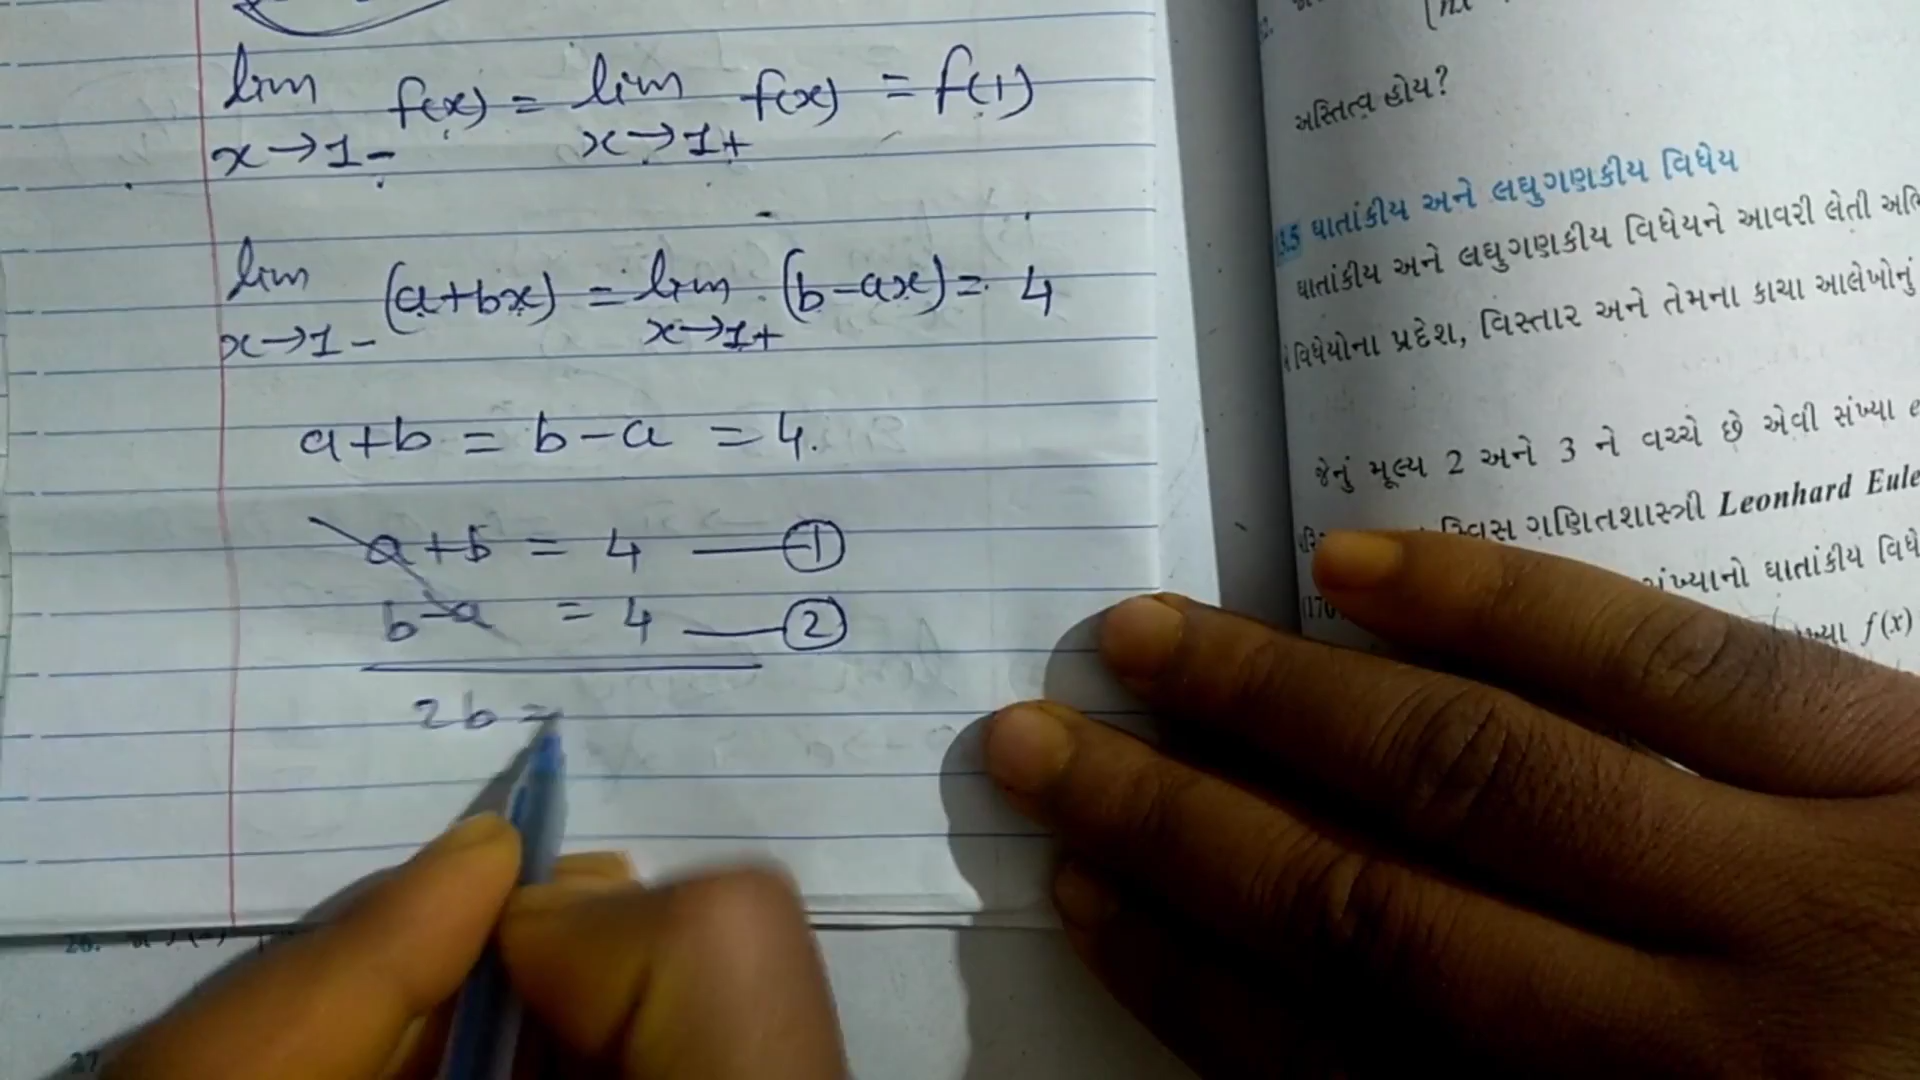 lim f(x) = lim f(x) = f(1)
x→1- x→1+
lim (a+bx) = lim (b-ax) = 4
x→1- x→1+
a+b = b-a = 4.
a+b = 4 — 1
b-a = 4 — 2
2b =
અસ્તિત્વ હોય?
ઘાતાંકીય અને લઘુગણકીય વિધેય
ઘાતાંકીય અને લઘુગણકીય વિધેયને આવરી લેતી
વિધેયોના પ્રદેશ, વિસ્તાર અને તેમના કાચા આલેખોનું
જેનું મૂલ્ય 2 અને 3 ને વચ્ચે છે એવી સંખ્યા e
સ્વિસ ગણિતશાસ્ત્રી Leonhard
ઘાતાંકીય
f(x)
26.
27